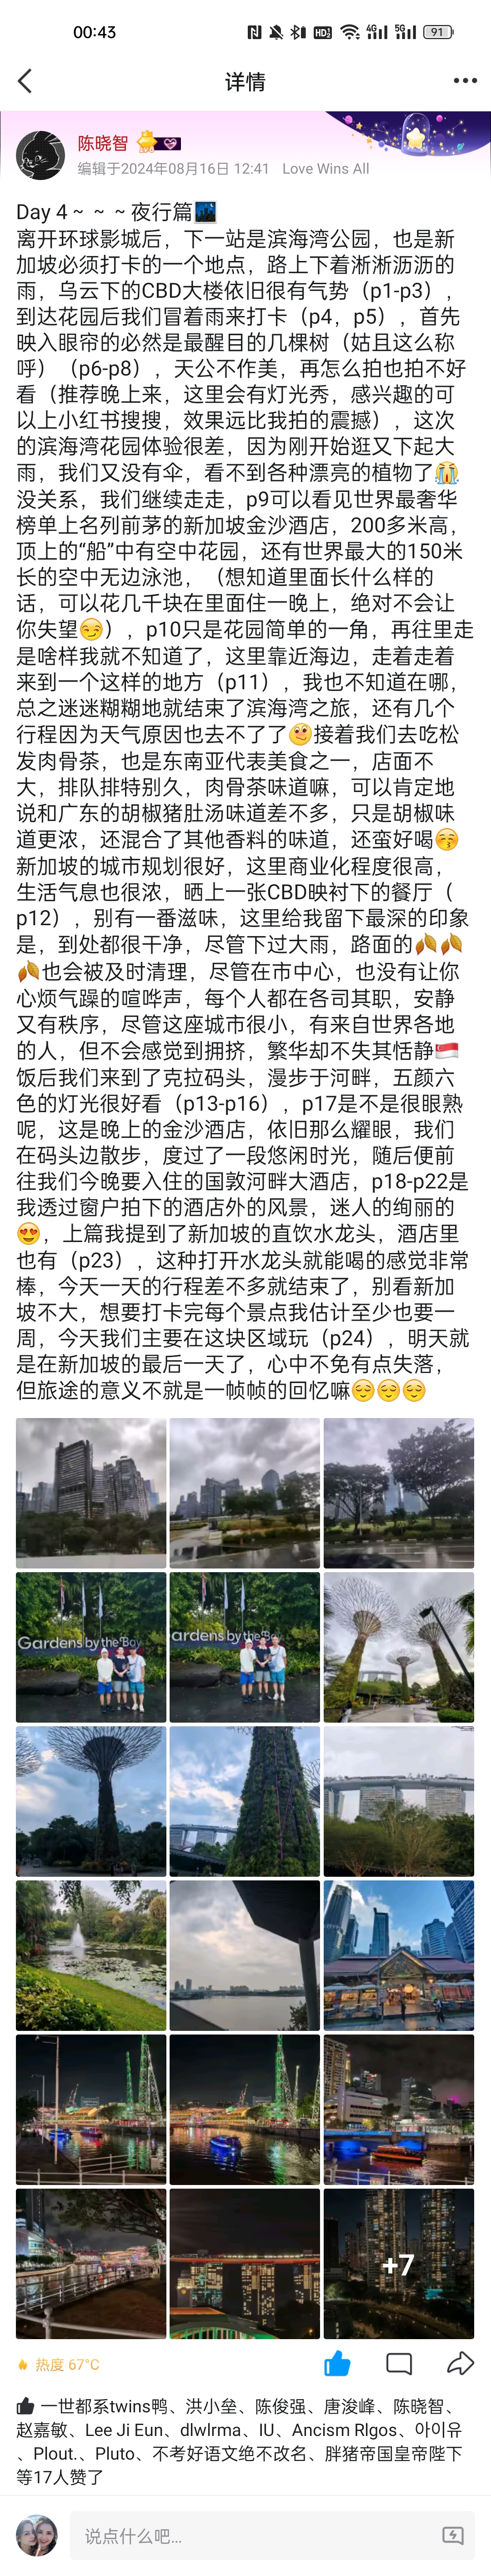 00:43
HD 4G 5G 91
详情
陈晓智
编辑于2024年08月16日 12:41 Love Wins All
Day 4～～～夜行篇🌃
离开环球影城后，下一站是滨海湾公园，也是新
加坡必须打卡的一个地点，路上下着淅淅沥沥的
雨，乌云下的CBD大楼依旧很有气势（p1-p3），
到达花园后我们冒着雨来打卡（p4，p5），首先
映入眼帘的必然是最醒目的几棵树（姑且这么称
呼）（p6-p8），天公不作美，再怎么拍也拍不好
看（推荐晚上来，这里会有灯光秀，感兴趣的可
以上小红书搜搜，效果远比我拍的震撼），这次
的滨海湾花园体验很差，因为刚开始逛又下起大
雨，我们又没有伞，看不到各种漂亮的植物了😭
没关系，我们继续走走，p9可以看见世界最奢华
榜单上名列前茅的新加坡金沙酒店，200多米高，
顶上的“船”中有空中花园，还有世界最大的150米
长的空中无边泳池，（想知道里面长什么样的
话，可以花几千块在里面住一晚上，绝对不会让
你失望😏），p10只是花园简单的一角，再往里走
是啥样我就不知道了，这里靠近海边，走着走着
来到一个这样的地方（p11），我也不知道在哪，
总之迷迷糊糊地就结束了滨海湾之旅，还有几个
行程因为天气原因也去不了了🥴接着我们去吃松
发肉骨茶，也是东南亚代表美食之一，店面不
大，排队排特别久，肉骨茶味道嘛，可以肯定地
说和广东的胡椒猪肚汤味道差不多，只是胡椒味
道更浓，还混合了其他香料的味道，还蛮好喝😚
新加坡的城市规划很好，这里商业化程度很高，
生活气息也很浓，晒上一张CBD映衬下的餐厅（
p12），别有一番滋味，这里给我留下最深的印象
是，到处都很干净，尽管下过大雨，路面的🍂🍂
🍂也会被及时清理，尽管在市中心，也没有让你
心烦气躁的喧哗声，每个人都在各司其职，安静
又有秩序，尽管这座城市很小，有来自世界各地
的人，但不会感觉到拥挤，繁华却不失其恬静🇸🇬
饭后我们来到了克拉码头，漫步于河畔，五颜六
色的灯光很好看（p13-p16），p17是不是很眼熟
呢，这是晚上的金沙酒店，依旧那么耀眼，我们
在码头边散步，度过了一段悠闲时光，随后便前
往我们今晚要入住的国敦河畔大酒店，p18-p22是
我透过窗户拍下的酒店外的风景，迷人的绚丽的
😍，上篇我提到了新加坡的直饮水龙头，酒店里
也有（p23），这种打开水龙头就能喝的感觉非常
棒，今天一天的行程差不多就结束了，别看新加
坡不大，想要打卡完每个景点我估计至少也要一
周，今天我们主要在这块区域玩（p24），明天就
是在新加坡的最后一天了，心中不免有点失落，
但旅途的意义不就是一帧帧的回忆嘛😌😌😌
Gardens by the Bay
ardens by the Bay
+7
热度 67°C
一世都系twins鸭、洪小垒、陈俊强、唐浚峰、陈晓智、
赵嘉敏、Lee Ji Eun、dlwlrma、IU、Ancism Rlgos、아이유
、Plout.、Pluto、不考好语文绝不改名、胖猪帝国皇帝陛下
等17人赞了
说点什么吧...